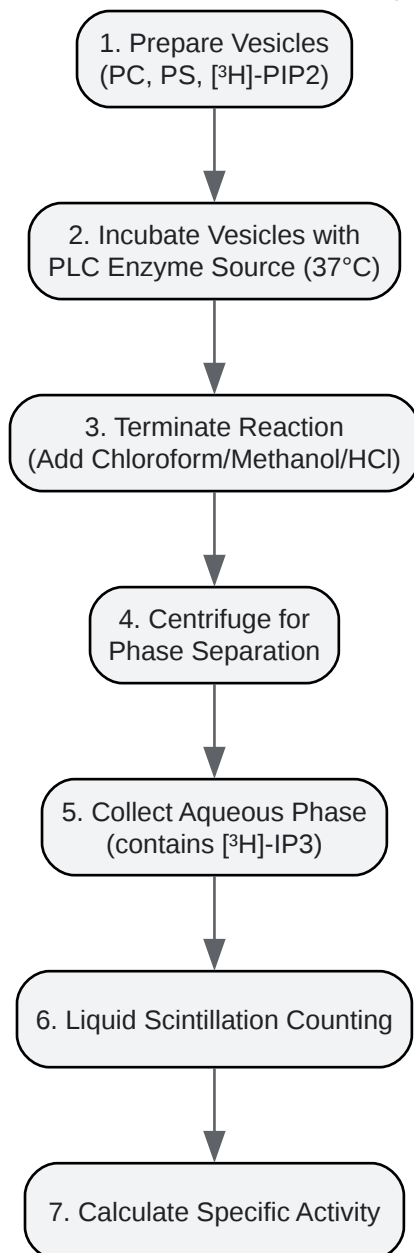 1. Prepare Vesicles
(PC, PS, [³H]-PIP2)
2. Incubate Vesicles with
PLC Enzyme Source (37°C)
3. Terminate Reaction
(Add Chloroform/Methanol/HCl)
4. Centrifuge for
Phase Separation
5. Collect Aqueous Phase
(contains [³H]-IP3)
6. Liquid Scintillation Counting
7. Calculate Specific Activity